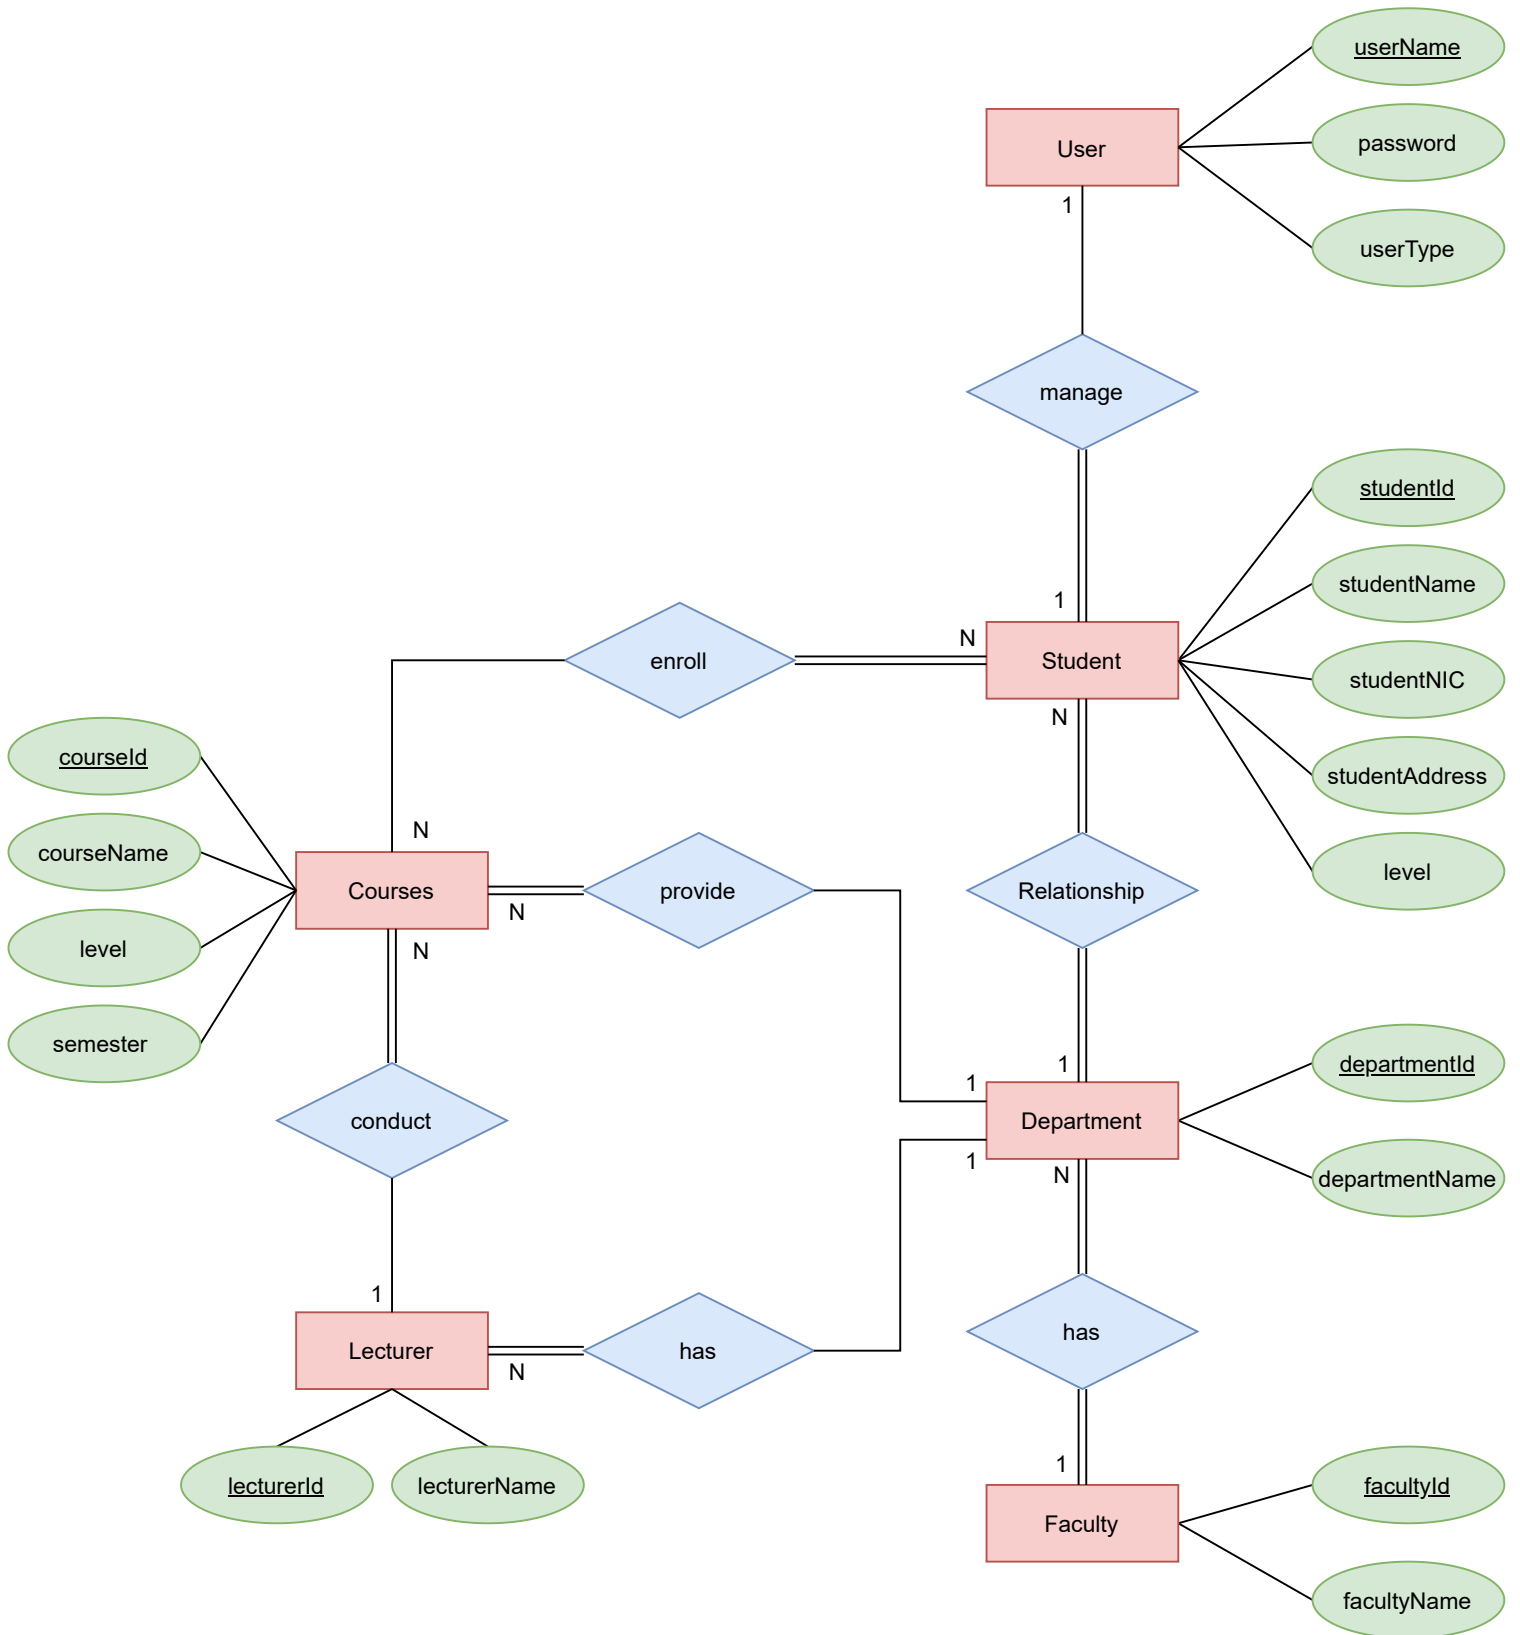 userName
User
password
1
userType
manage
studentId
studentName
1
N
enroll
Student
studentNIC
N
courseId
studentAddress
N
courseName
level
Courses
provide
Relationship
N
N
level
semester
1
1
departmentId
conduct
Department
1
N
departmentName
1
has
Lecturer
has
N
1
lecturerId
lecturerName
facultyId
Faculty
facultyName